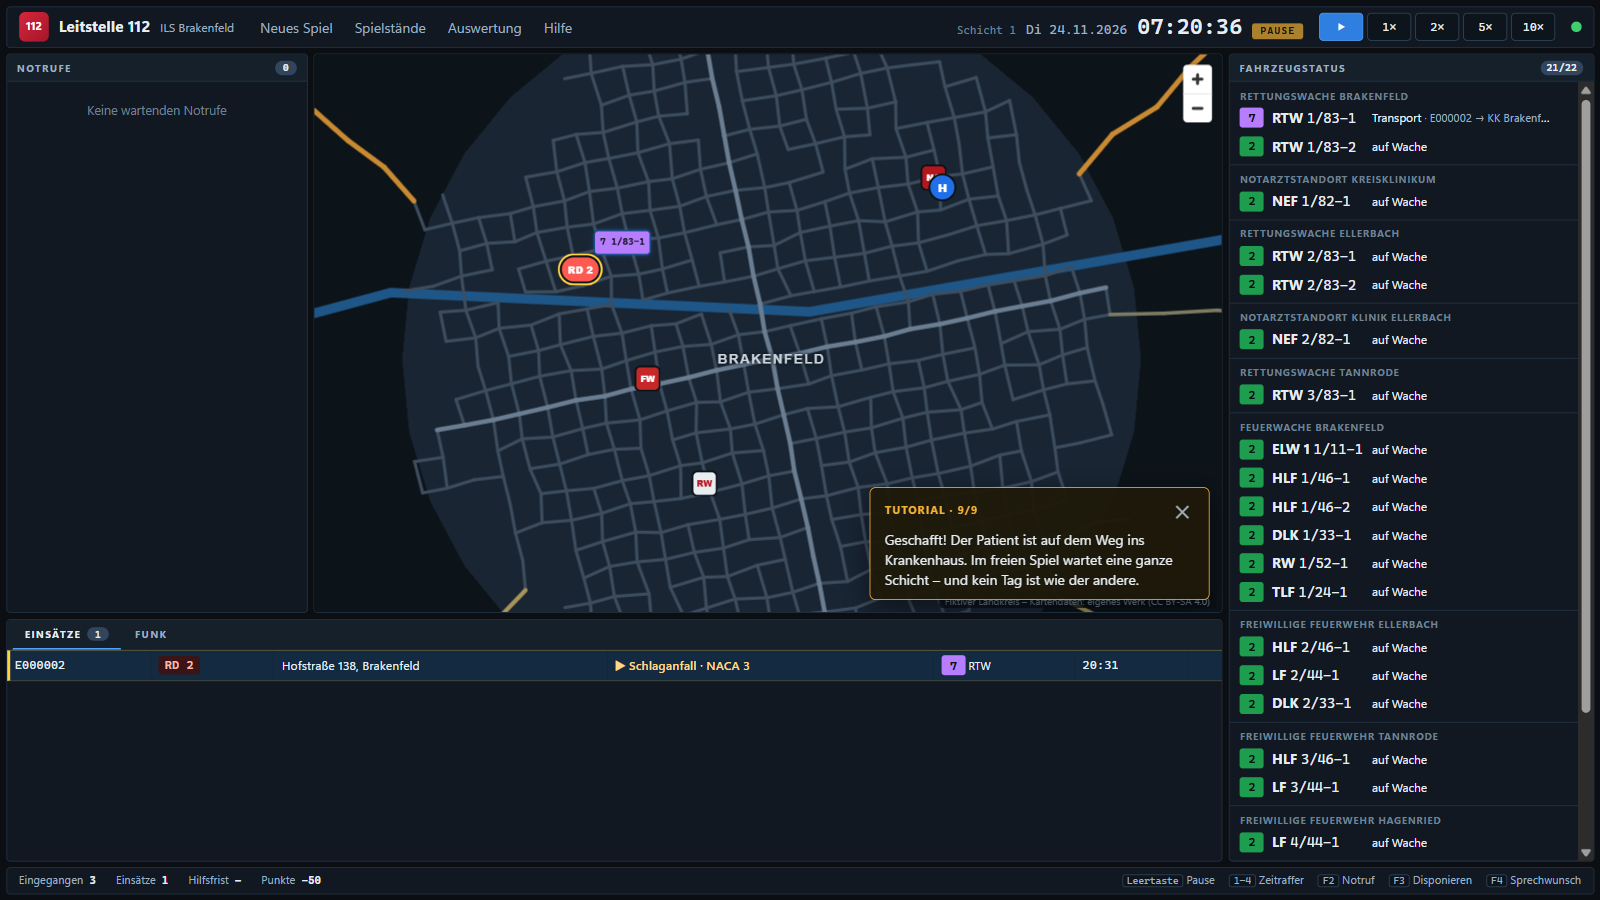 112 Leitstelle 112 ILS Brakenfeld Neues Spiel Spielstände Auswertung Hilfe Schicht 1 Di 24.11.2026 07:20:36 PAUSE 1× 2× 5× 10×
NOTRUFE 0
Keine wartenden Notrufe
+
−
H
7 1/83–1
RD 2
BRAKENFELD
FW
RW
TUTORIAL · 9/9
Geschafft! Der Patient ist auf dem Weg ins
Krankenhaus. Im freien Spiel wartet eine ganze
Schicht – und kein Tag ist wie der andere.
Fiktiver Landkreis – Kartendaten: eigenes Werk (CC BY-SA 4.0)
FAHRZEUGSTATUS 21/22
RETTUNGSWACHE BRAKENFELD
7 RTW 1/83–1 Transport · E000002 → KK Brakenf...
2 RTW 1/83–2 auf Wache
NOTARZTSTANDORT KREISKLINIKUM
2 NEF 1/82–1 auf Wache
RETTUNGSWACHE ELLERBACH
2 RTW 2/83–1 auf Wache
2 RTW 2/83–2 auf Wache
NOTARZTSTANDORT KLINIK ELLERBACH
2 NEF 2/82–1 auf Wache
RETTUNGSWACHE TANNRODE
2 RTW 3/83–1 auf Wache
FEUERWACHE BRAKENFELD
2 ELW 1 1/11–1 auf Wache
2 HLF 1/46–1 auf Wache
2 HLF 1/46–2 auf Wache
2 DLK 1/33–1 auf Wache
2 RW 1/52–1 auf Wache
2 TLF 1/24–1 auf Wache
FREIWILLIGE FEUERWEHR ELLERBACH
2 HLF 2/46–1 auf Wache
2 LF 2/44–1 auf Wache
2 DLK 2/33–1 auf Wache
FREIWILLIGE FEUERWEHR TANNRODE
2 HLF 3/46–1 auf Wache
2 LF 3/44–1 auf Wache
FREIWILLIGE FEUERWEHR HAGENRIED
2 LF 4/44–1 auf Wache
EINSÄTZE 1 FUNK
E000002 RD 2 Hofstraße 138, Brakenfeld ▶ Schlaganfall · NACA 3 7 RTW 20:31
Eingegangen 3 Einsätze 1 Hilfsfrist – Punkte −50 Leertaste Pause 1–4 Zeitraffer F2 Notruf F3 Disponieren F4 Sprechwunsch